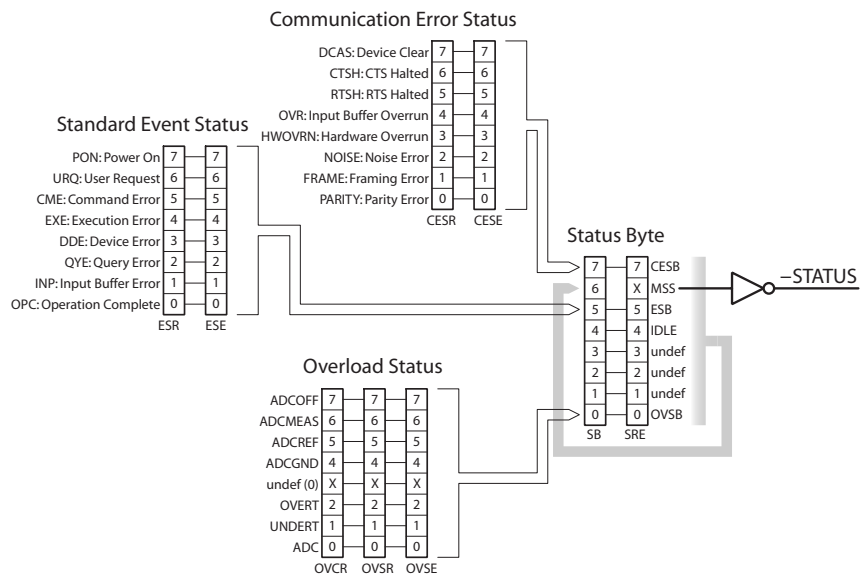 Communication Error Status
DCAS: Device Clear 7 7
CTSH: CTS Halted 6 6
RTSH: RTS Halted 5 5
OVR: Input Buffer Overrun 4 4
HWOVRN: Hardware Overrun 3 3
NOISE: Noise Error 2 2
FRAME: Framing Error 1 1
PARITY: Parity Error 0 0
CESR CESE
Standard Event Status
PON: Power On 7 7
URQ: User Request 6 6
CME: Command Error 5 5
EXE: Execution Error 4 4
DDE: Device Error 3 3
QYE: Query Error 2 2
INP: Input Buffer Error 1 1
OPC: Operation Complete 0 0
ESR ESE
Status Byte
7 7 CESB
6 X MSS
5 5 ESB
4 4 IDLE
3 3 undef
2 2 undef
1 1 undef
0 0 OVSB
SB SRE
–STATUS
Overload Status
ADCOFF 7 7 7
ADCMEAS 6 6 6
ADCREF 5 5 5
ADCGND 4 4 4
undef (0) X X X
OVERT 2 2 2
UNDERT 1 1 1
ADC 0 0 0
OVCR OVSR OVSE